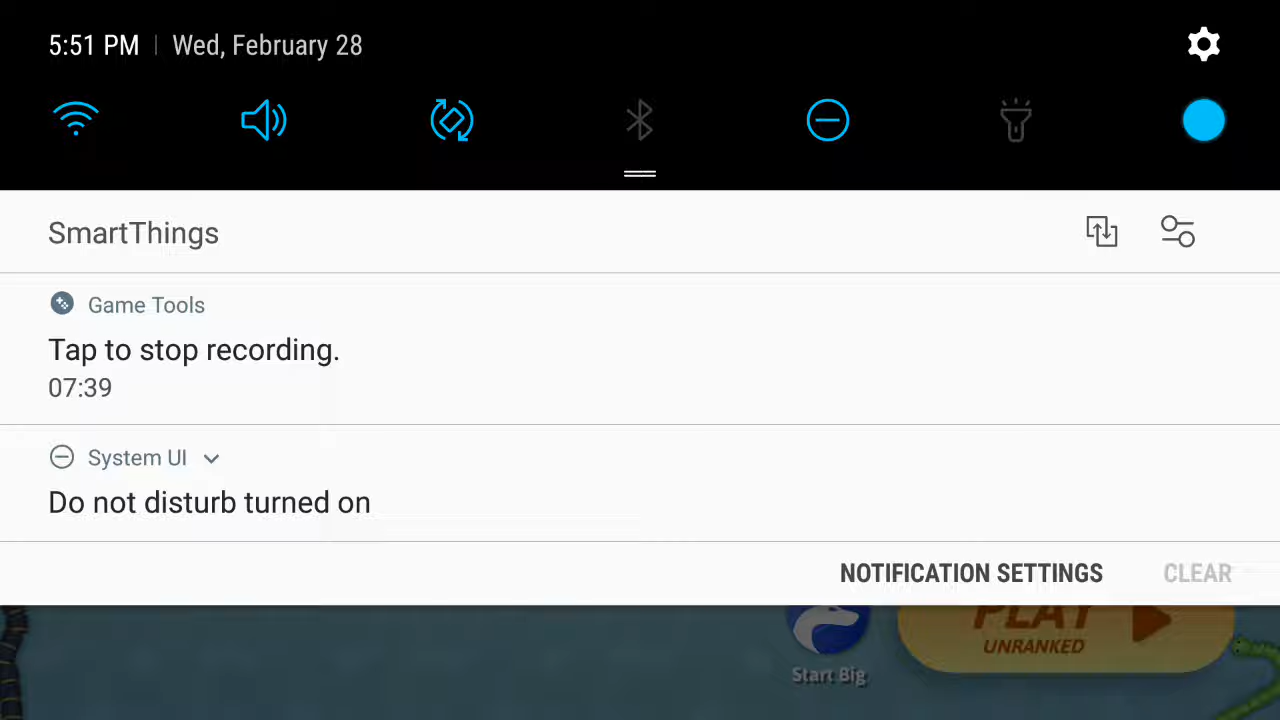 5:51 PM | Wed, February 28
SmartThings
Game Tools
Tap to stop recording.
07:39
System UI
Do not disturb turned on
NOTIFICATION SETTINGS CLEAR
PLAY
UNRANKED
Start Big